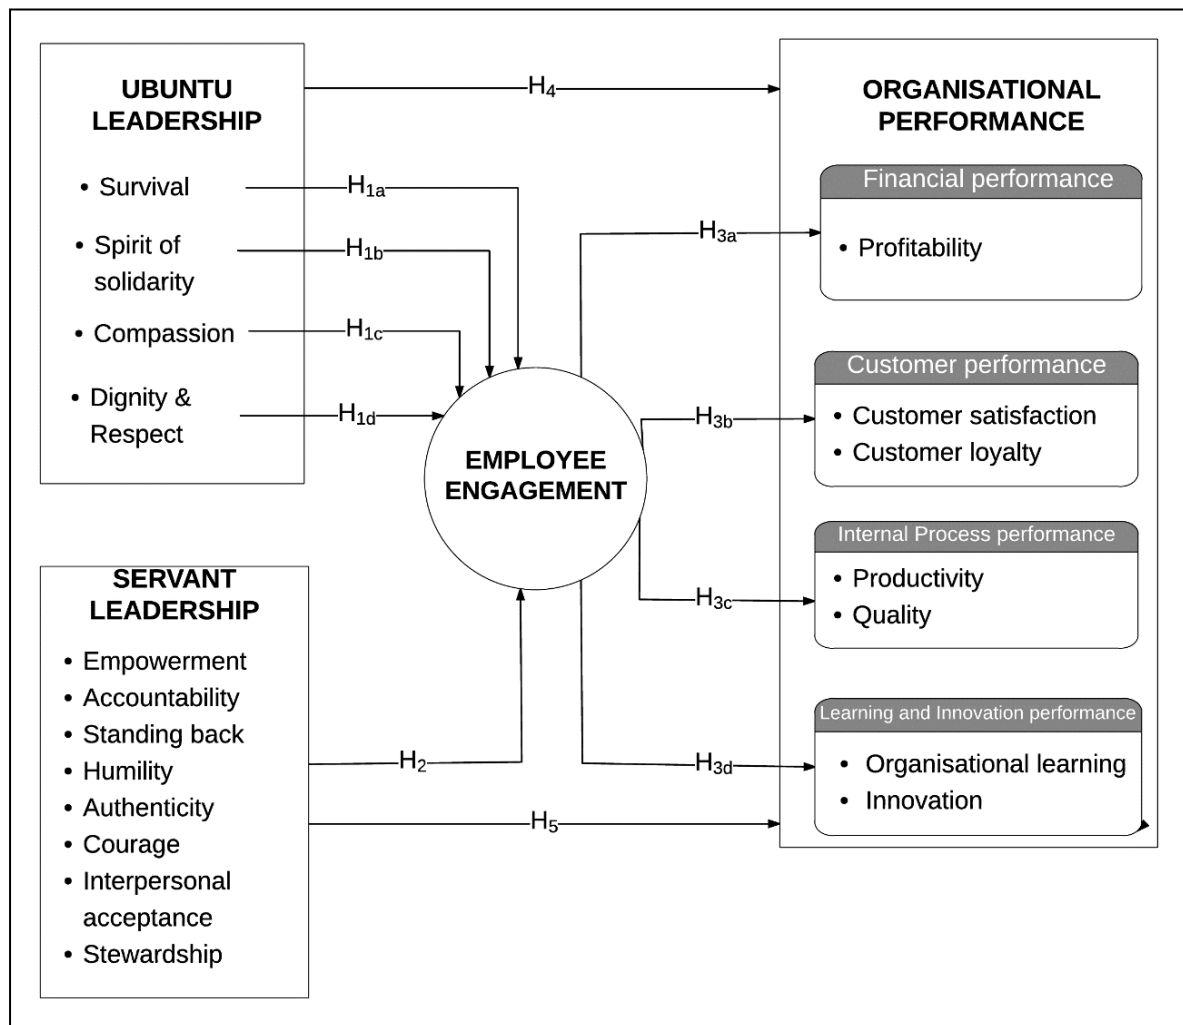 UBUNTU
LEADERSHIP
• Survival
• Spirit of
solidarity
• Compassion
• Dignity &
Respect
H1a
H1b
H1c
H1d
H4
SERVANT
LEADERSHIP
• Empowerment
• Accountability
• Standing back
• Humility
• Authenticity
• Courage
• Interpersonal
acceptance
• Stewardship
H2
H5
EMPLOYEE
ENGAGEMENT
H3a
H3b
H3c
H3d
ORGANISATIONAL
PERFORMANCE
Financial performance
• Profitability
Customer performance
• Customer satisfaction
• Customer loyalty
Internal Process performance
• Productivity
• Quality
Learning and Innovation performance
• Organisational learning
• Innovation